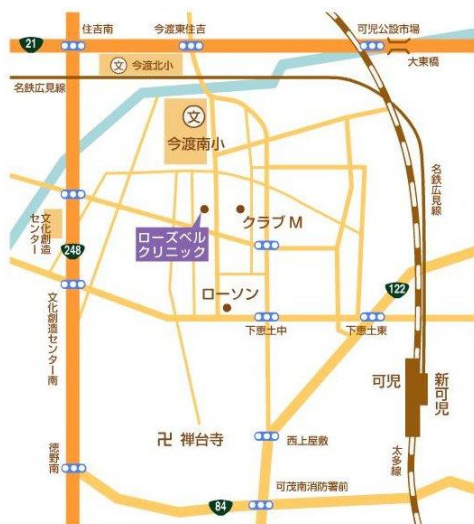 住吉南
今渡東住吉
可児公設市場
21
文 今渡北小
大東橋
名鉄広見線
文
今渡南小
名鉄広見線
クラブ M
文化創造
センター
ローズベル
クリニック
248
122
ローソン
文化創造センター南
下恵土中
下恵土東
可児
新可児
卍 禅台寺
西上屋敷
徳野南
太多線
可茂南消防署前
84